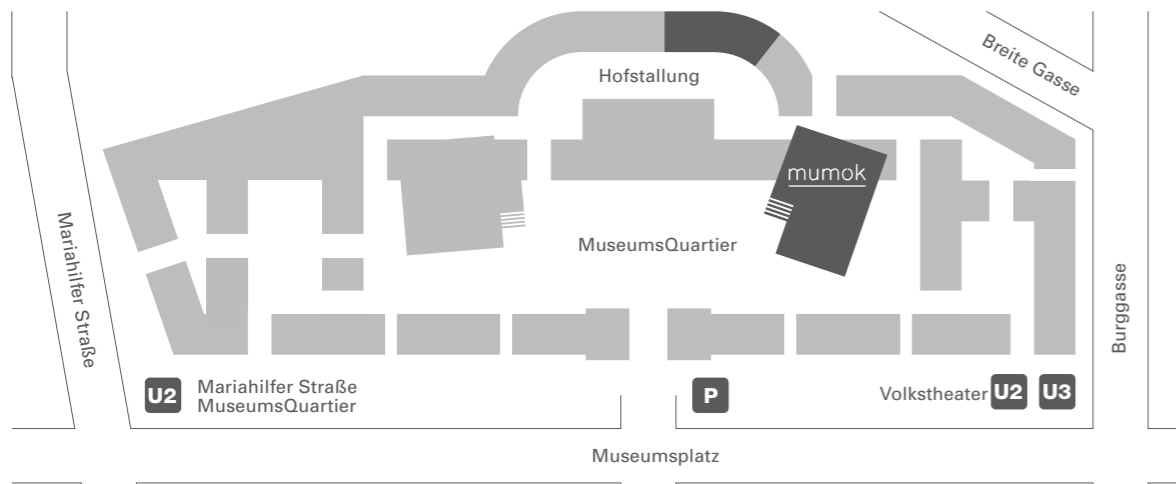 Breite Gasse
Hofstallung
mumok
Mariahilfer Straße
MuseumsQuartier
Burggasse
U2
Mariahilfer Straße
MuseumsQuartier
P
Volkstheater U2 U3
Museumsplatz